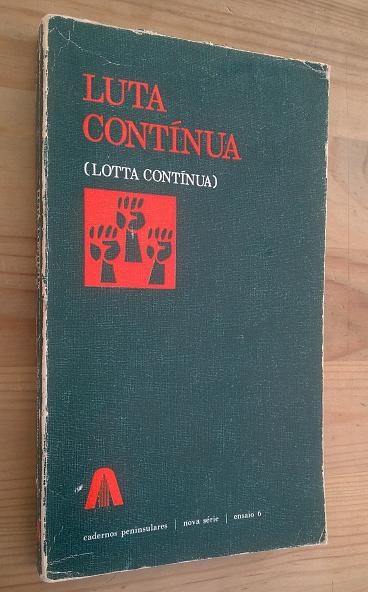 LUTA
CONTÍNUA
(LOTTA CONTÍNUA)
cadernos peninsulares | nova série | ensaio 6